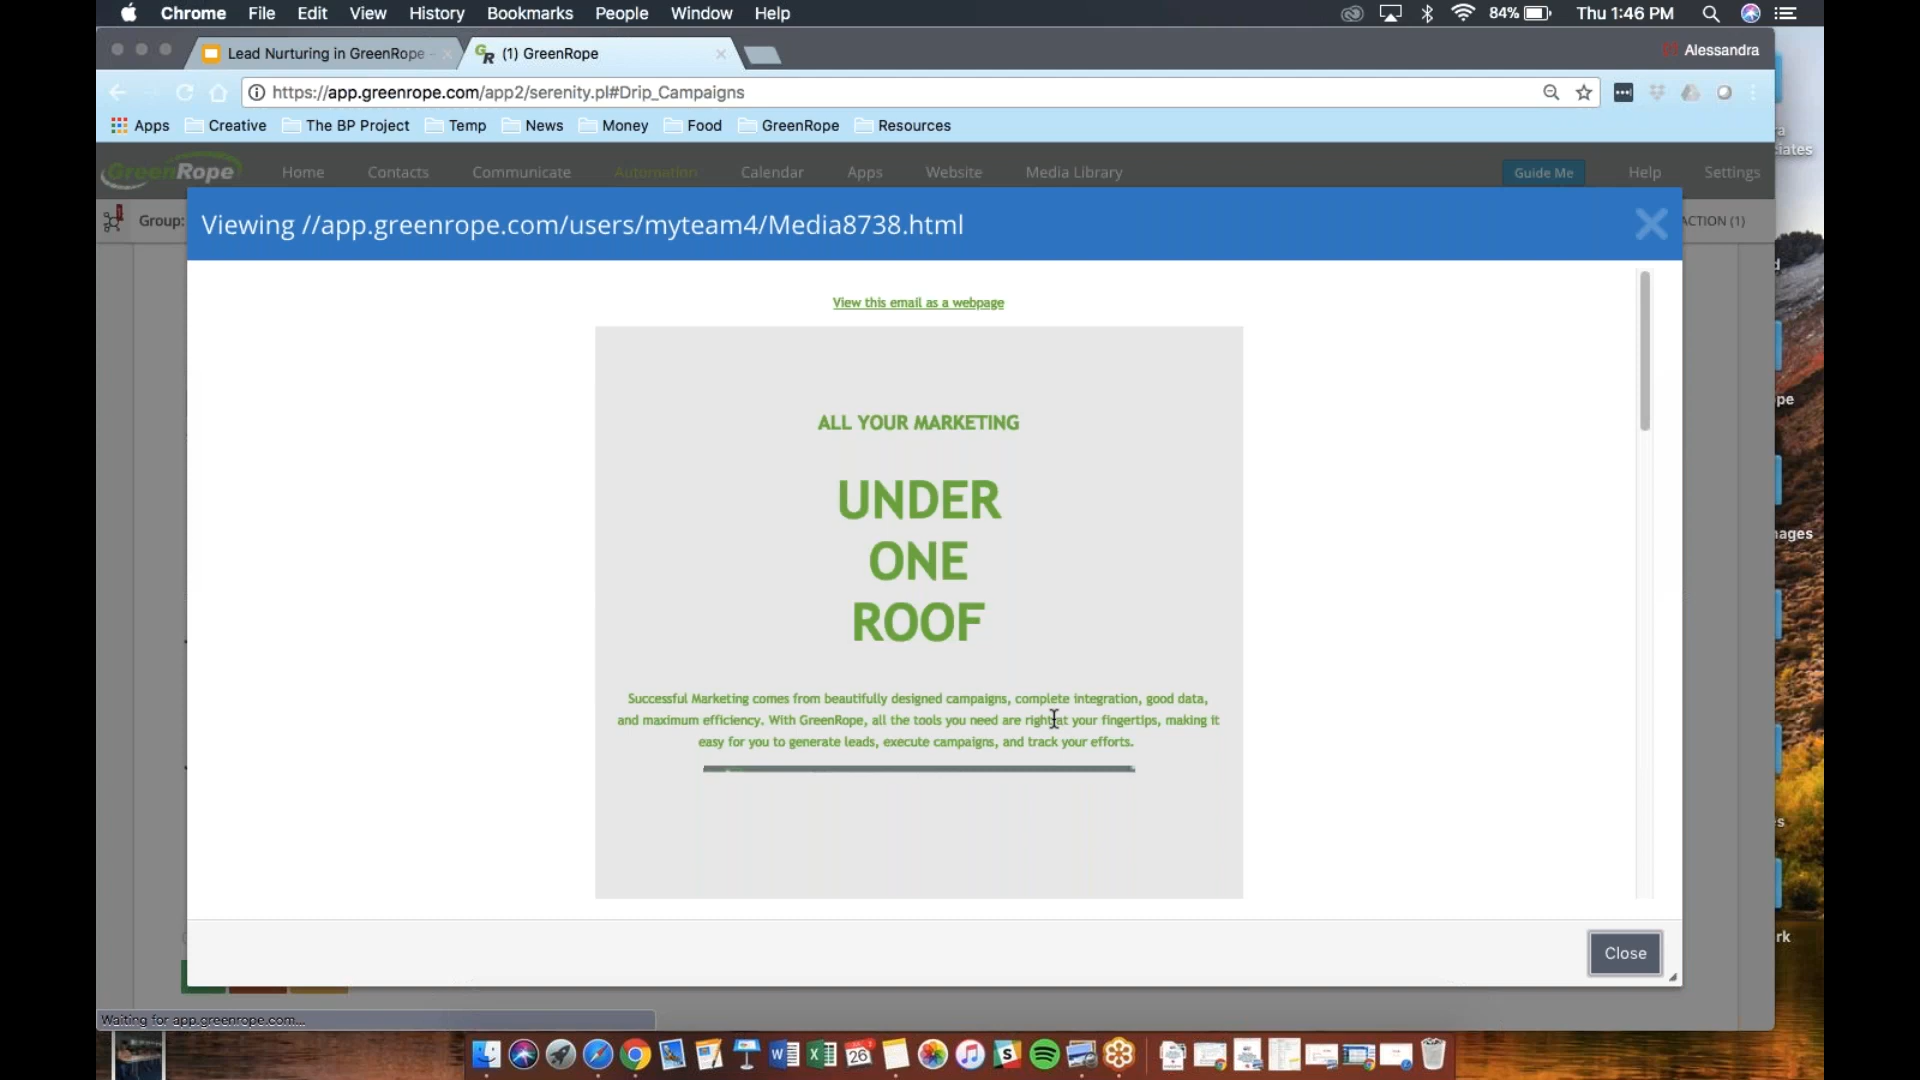 Chrome File Edit View History Bookmarks People Window Help 84% Thu 1:46 PM
Lead Nurturing in GreenRope - (1) GreenRope Alessandra
https://app.greenrope.com/app2/serenity.pl#Drip_Campaigns
Apps Creative The BP Project Temp News Money Food GreenRope Resources
GreenRope Home Contacts Communicate Automation Calendar Apps Website Media Library Guide Me Help Settings
Group: ACTION (1)
Viewing //app.greenrope.com/users/myteam4/Media8738.html
View this email as a webpage
ALL YOUR MARKETING
UNDER
ONE
ROOF
Successful Marketing comes from beautifully designed campaigns, complete integration, good data,
and maximum efficiency. With GreenRope, all the tools you need are right at your fingertips, making it
easy for you to generate leads, execute campaigns, and track your efforts.
Close
Waiting for app.greenrope.com...